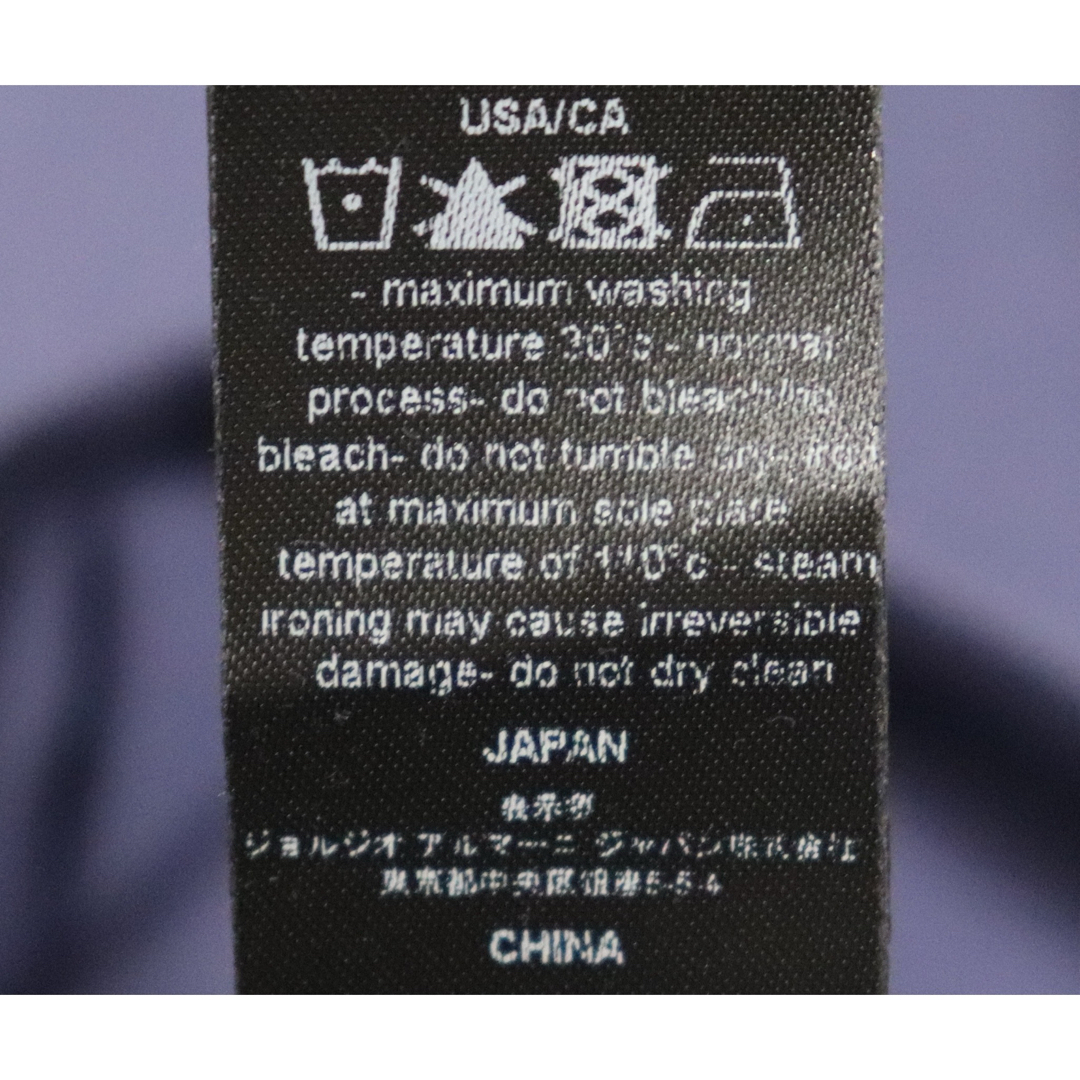 USA/CA
- maximum washing
temperature 30°c - normal
process- do not bleach/no
bleach- do not tumble dry- iron
at maximum sole plate
temperature of 110°c - steam
ironing may cause irreversible
damage- do not dry clean
JAPAN
表示者
ジョルジオ アルマーニ ジャパン株式会社
東京都中央区銀座5-5-4
CHINA